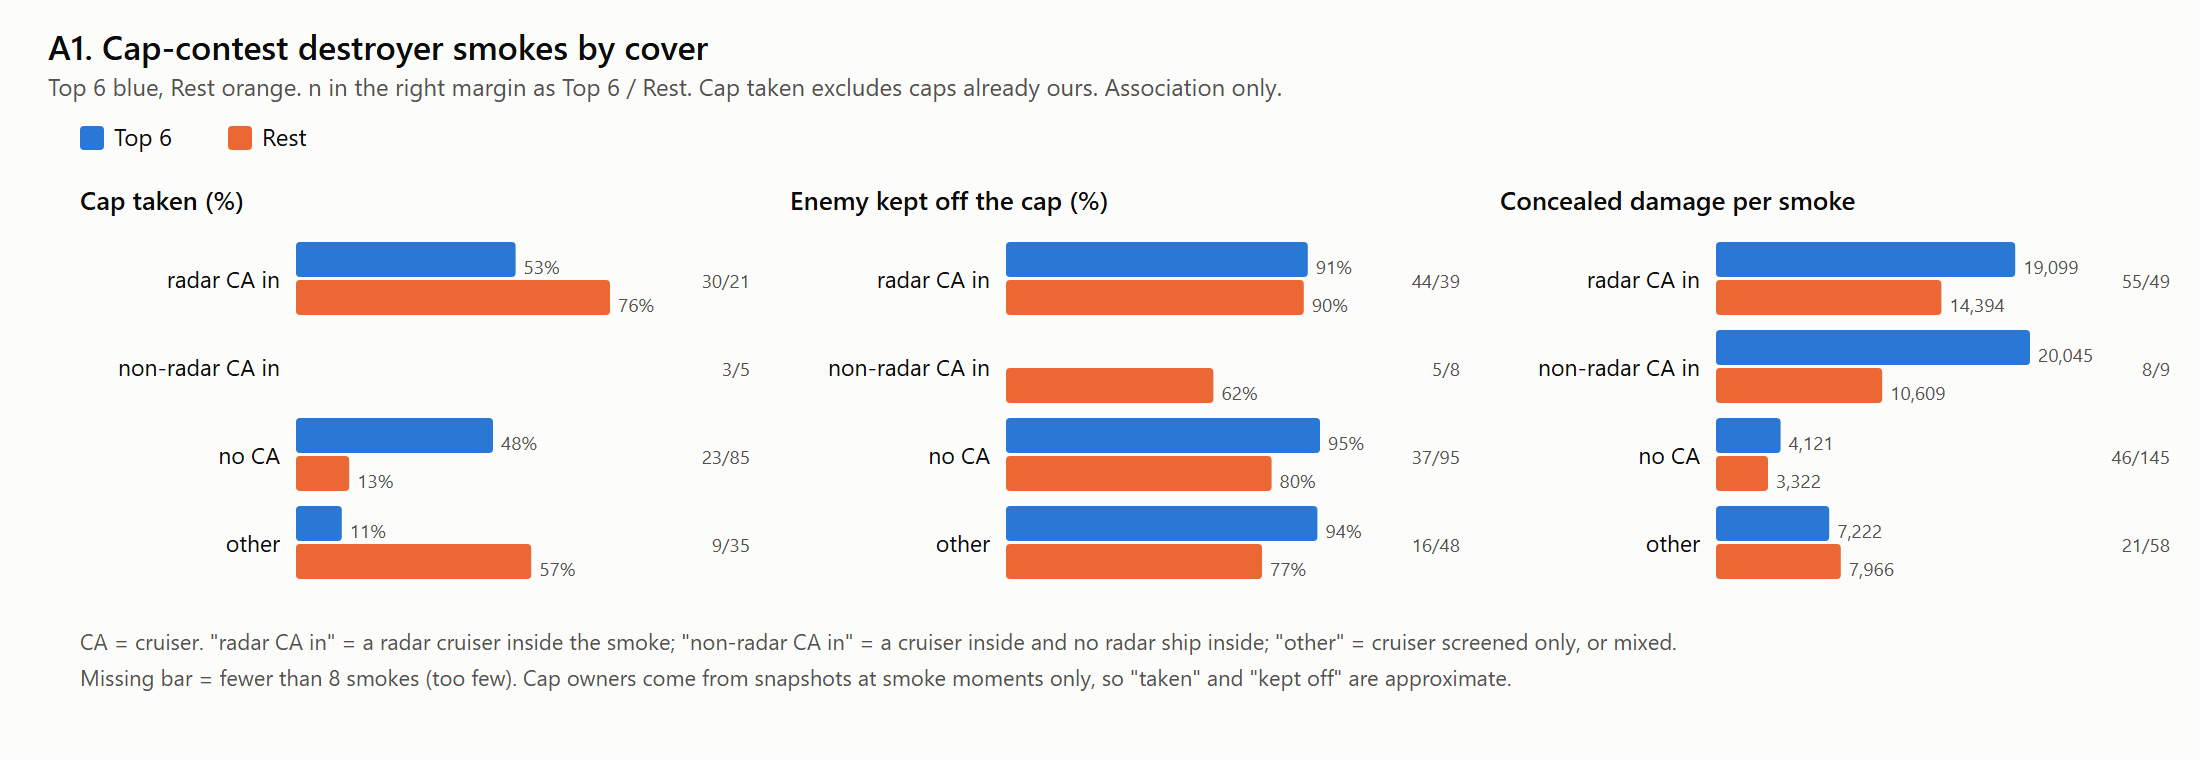 A1. Cap-contest destroyer smokes by cover
Top 6 blue, Rest orange. n in the right margin as Top 6 / Rest. Cap taken excludes caps already ours. Association only.
Top 6 Rest
Cap taken (%)
radar CA in 53% 30/21
76%
non-radar CA in 3/5
no CA 48% 23/85
13%
other 11% 9/35
57%
Enemy kept off the cap (%)
radar CA in 91% 44/39
90%
non-radar CA in 5/8
62%
no CA 95% 37/95
80%
other 94% 16/48
77%
Concealed damage per smoke
radar CA in 19,099 55/49
14,394
non-radar CA in 20,045 8/9
10,609
no CA 4,121 46/145
3,322
other 7,222 21/58
7,966
CA = cruiser. "radar CA in" = a radar cruiser inside the smoke; "non-radar CA in" = a cruiser inside and no radar ship inside; "other" = cruiser screened only, or mixed.
Missing bar = fewer than 8 smokes (too few). Cap owners come from snapshots at smoke moments only, so "taken" and "kept off" are approximate.